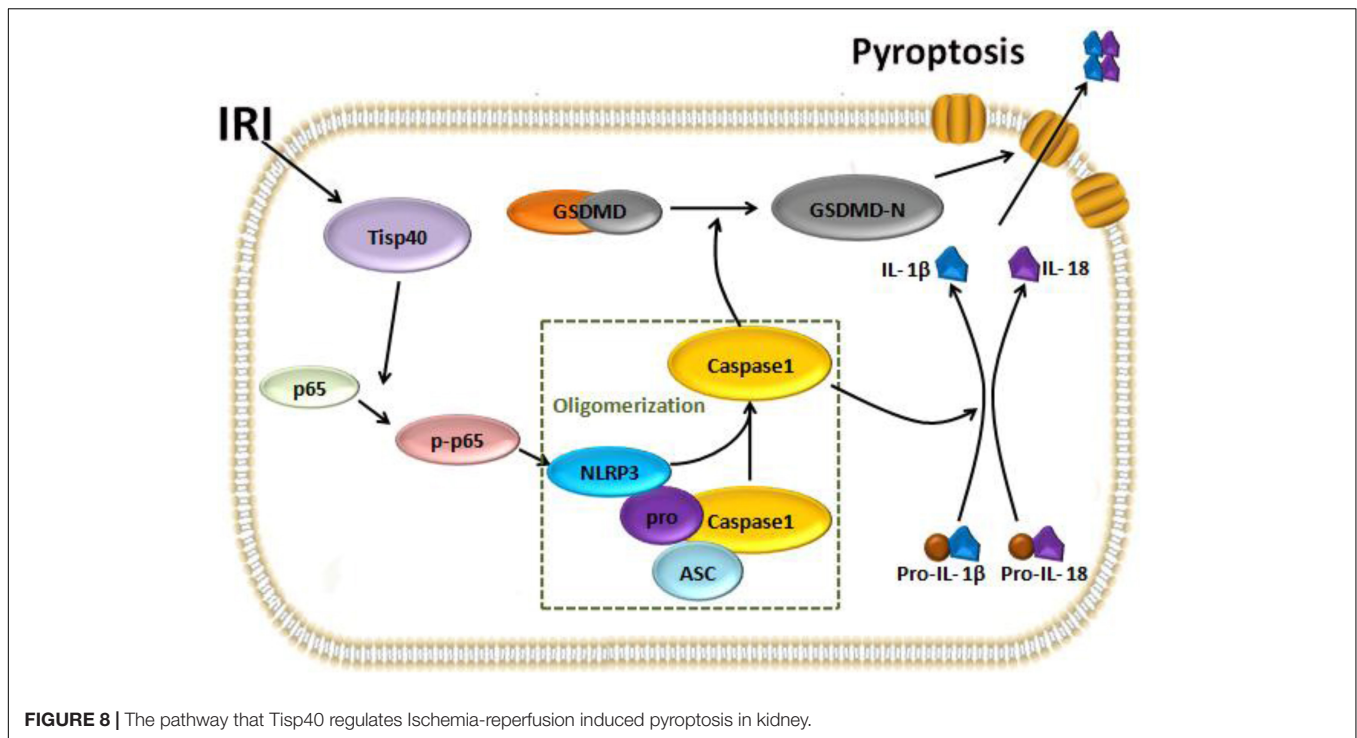 Pyroptosis
IRI
GSDMD
GSDMD-N
Tisp40
IL-1β
IL-18
Caspase1
p65
Oligomerization
p-p65
NLRP3
pro
Caspase1
ASC
Pro-IL-1β
Pro-IL-18
FIGURE 8 | The pathway that Tisp40 regulates Ischemia-reperfusion induced pyroptosis in kidney.